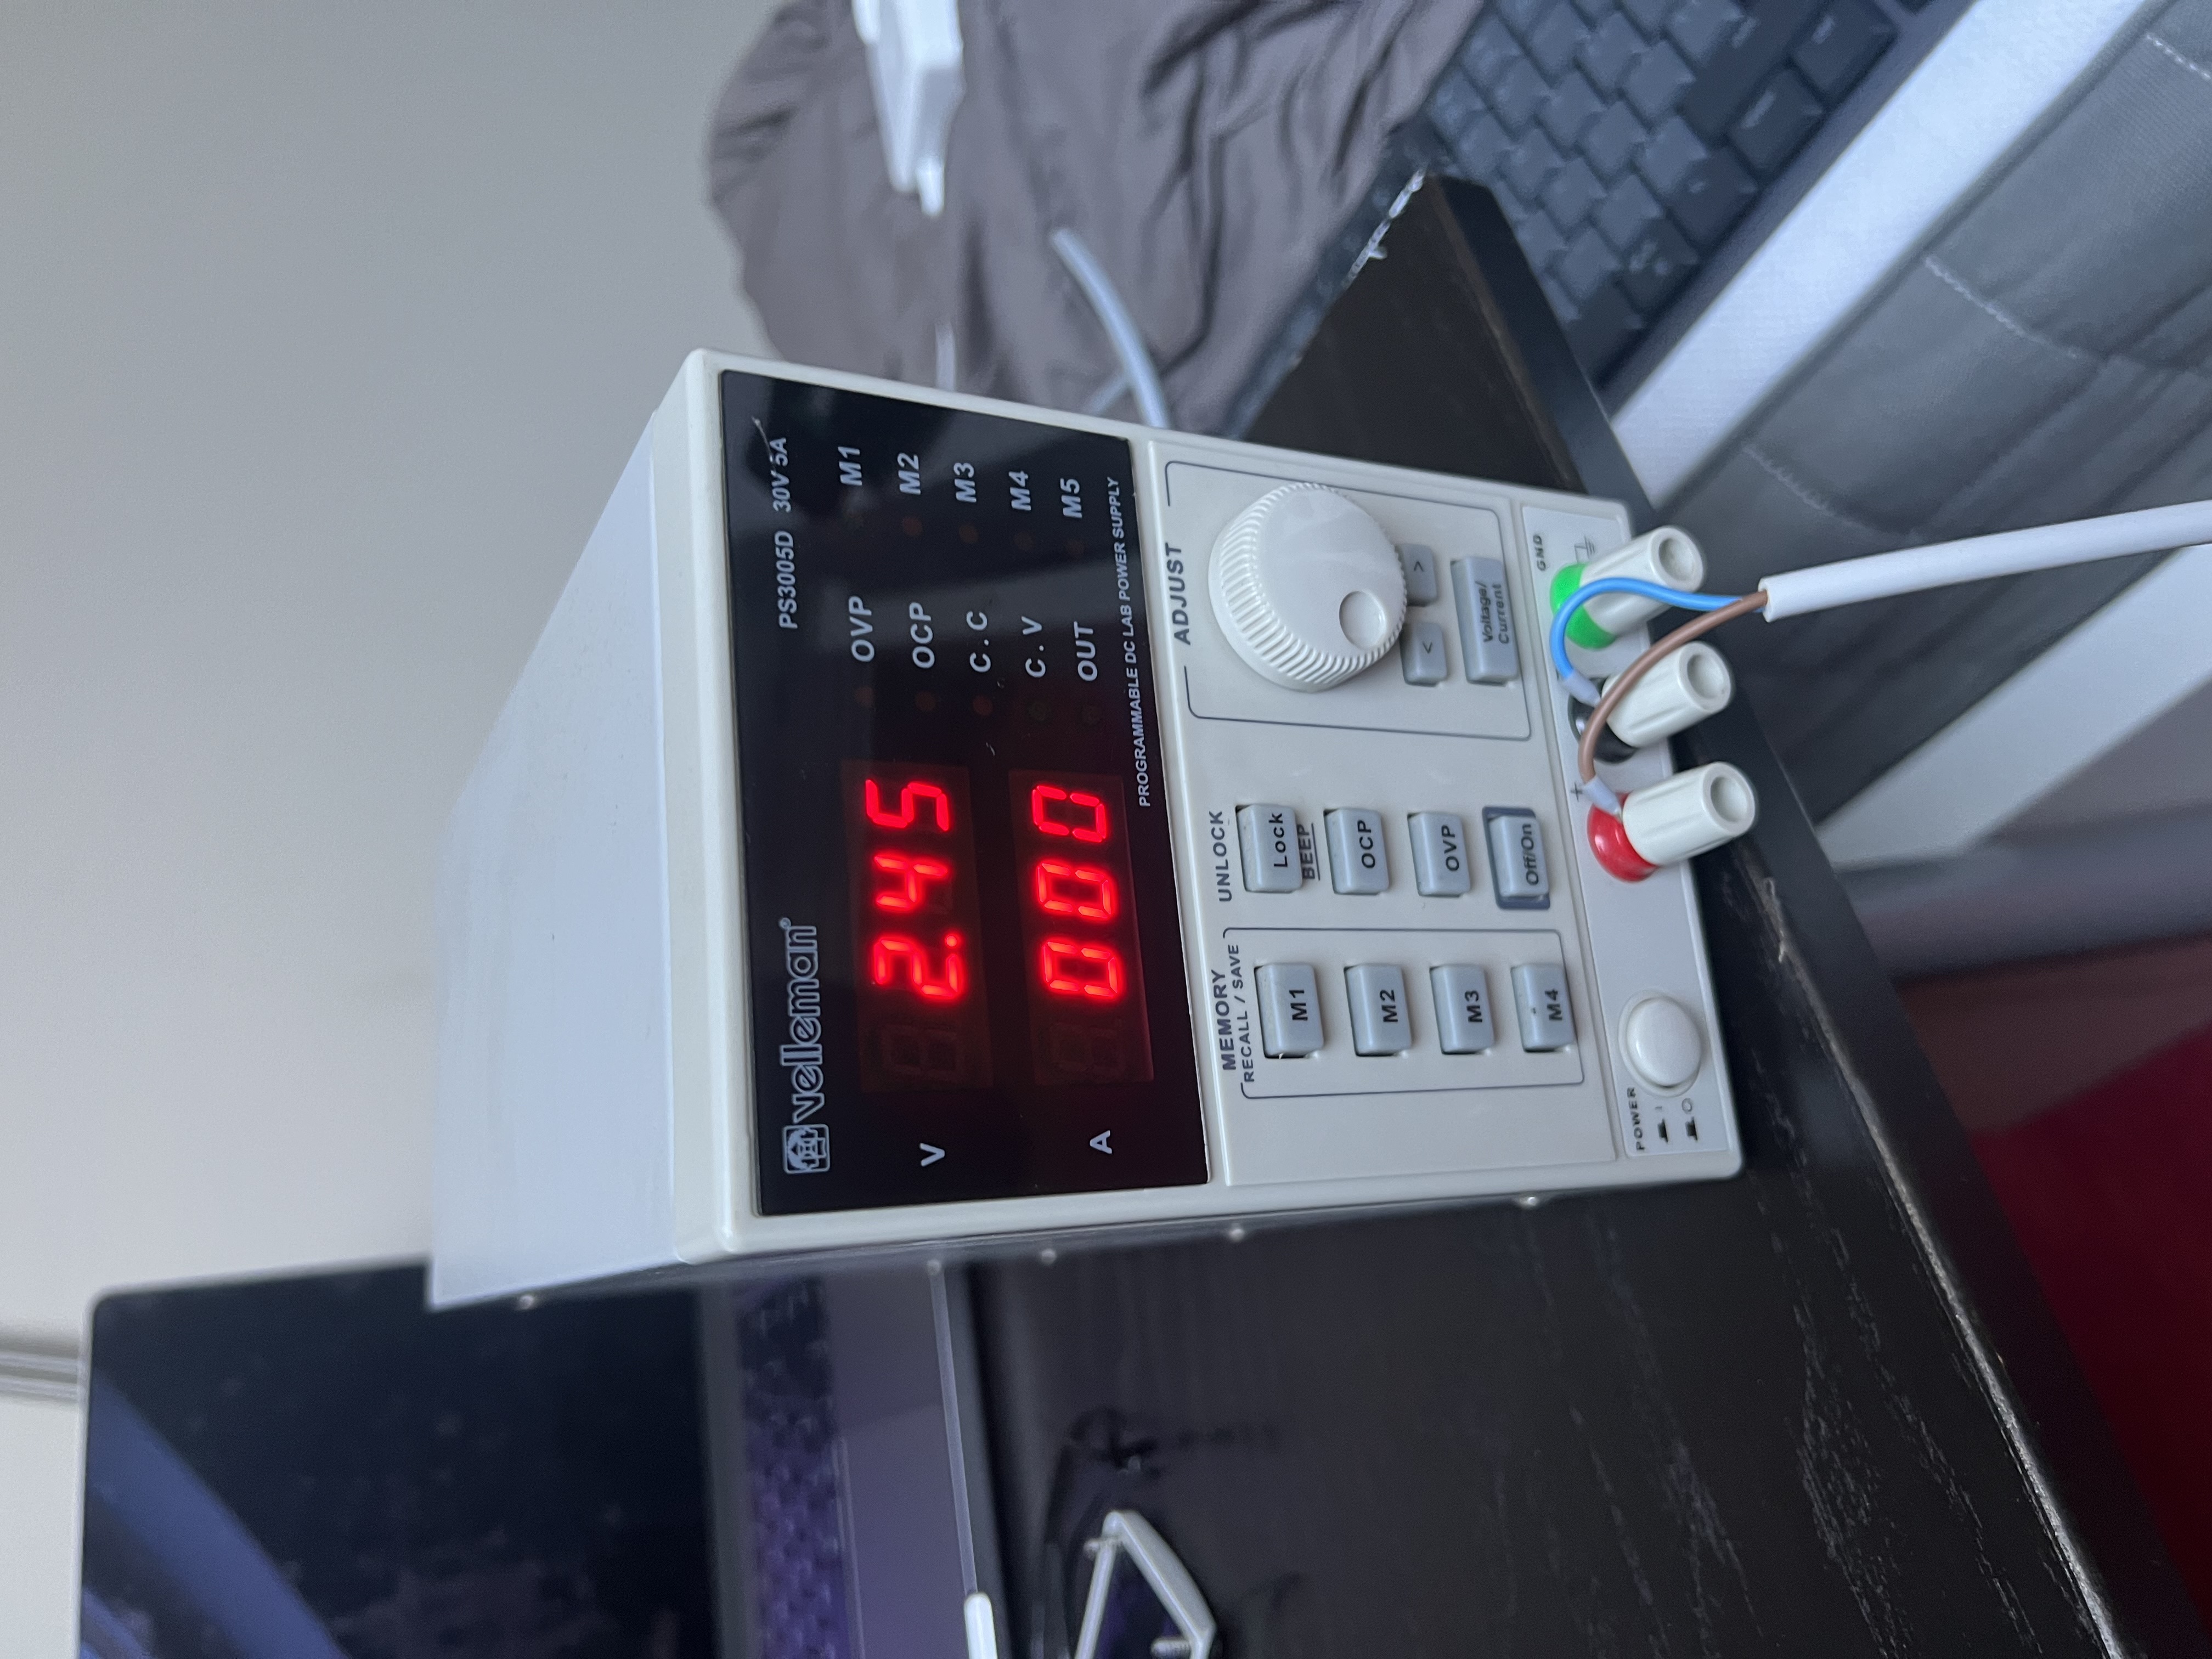 velleman®
PS3005D 30V 5A
V
2.45
A
000
OVP
OCP
C.C
C.V
OUT
M1
M2
M3
M4
M5
PROGRAMMABLE DC LAB POWER SUPPLY
MEMORY
RECALL / SAVE
M1
M2
M3
M4
UNLOCK
Lock
BEEP
OCP
OVP
Off/On
ADJUST
<
>
Voltage/
Current
POWER
I
O
+
GND